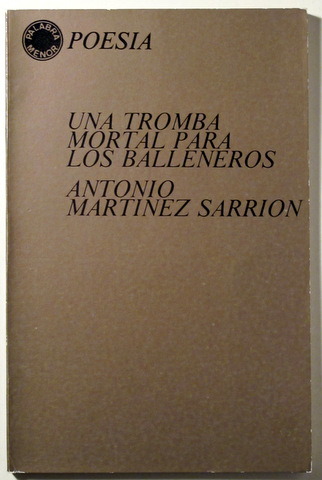 PALABRA
MENOR
POESIA
UNA TROMBA
MORTAL PARA
LOS BALLENEROS
ANTONIO
MARTINEZ SARRION